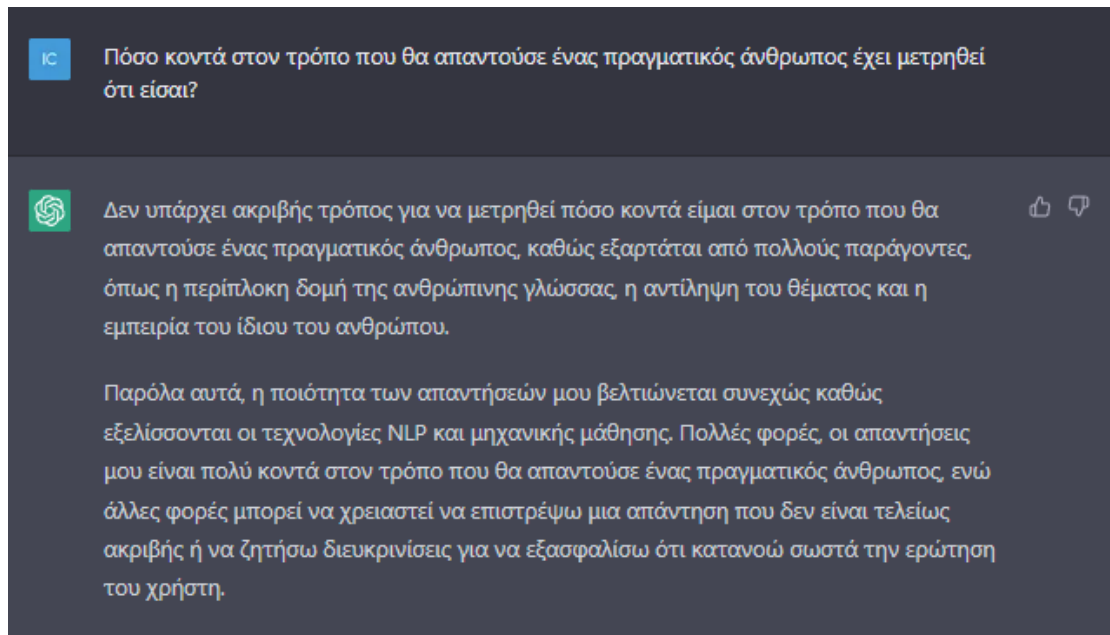 IC
Πόσο κοντά στον τρόπο που θα απαντούσε ένας πραγματικός άνθρωπος έχει μετρηθεί
ότι είσαι?
Δεν υπάρχει ακριβής τρόπος για να μετρηθεί πόσο κοντά είμαι στον τρόπο που θα
απαντούσε ένας πραγματικός άνθρωπος, καθώς εξαρτάται από πολλούς παράγοντες,
όπως η περίπλοκη δομή της ανθρώπινης γλώσσας, η αντίληψη του θέματος και η
εμπειρία του ίδιου του ανθρώπου.
Παρόλα αυτά, η ποιότητα των απαντήσεών μου βελτιώνεται συνεχώς καθώς
εξελίσσονται οι τεχνολογίες NLP και μηχανικής μάθησης. Πολλές φορές, οι απαντήσεις
μου είναι πολύ κοντά στον τρόπο που θα απαντούσε ένας πραγματικός άνθρωπος, ενώ
άλλες φορές μπορεί να χρειαστεί να επιστρέψω μια απάντηση που δεν είναι τελείως
ακριβής ή να ζητήσω διευκρινίσεις για να εξασφαλίσω ότι κατανοώ σωστά την ερώτηση
του χρήστη.